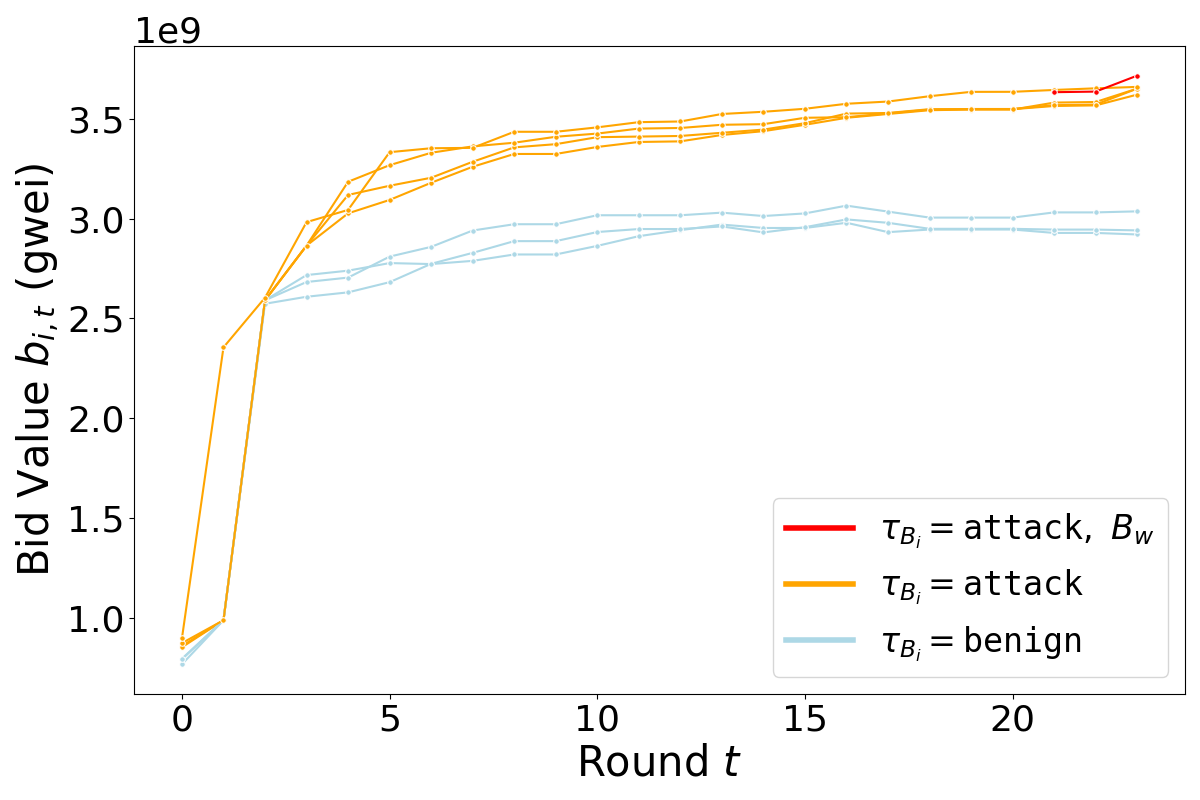 1e9
3.5
3.0
2.5
2.0
1.5
1.0
Bid Value b_{i,t} (gwei)
0 5 10 15 20
Round t
τ_{B_i} = attack, B_w
τ_{B_i} = attack
τ_{B_i} = benign